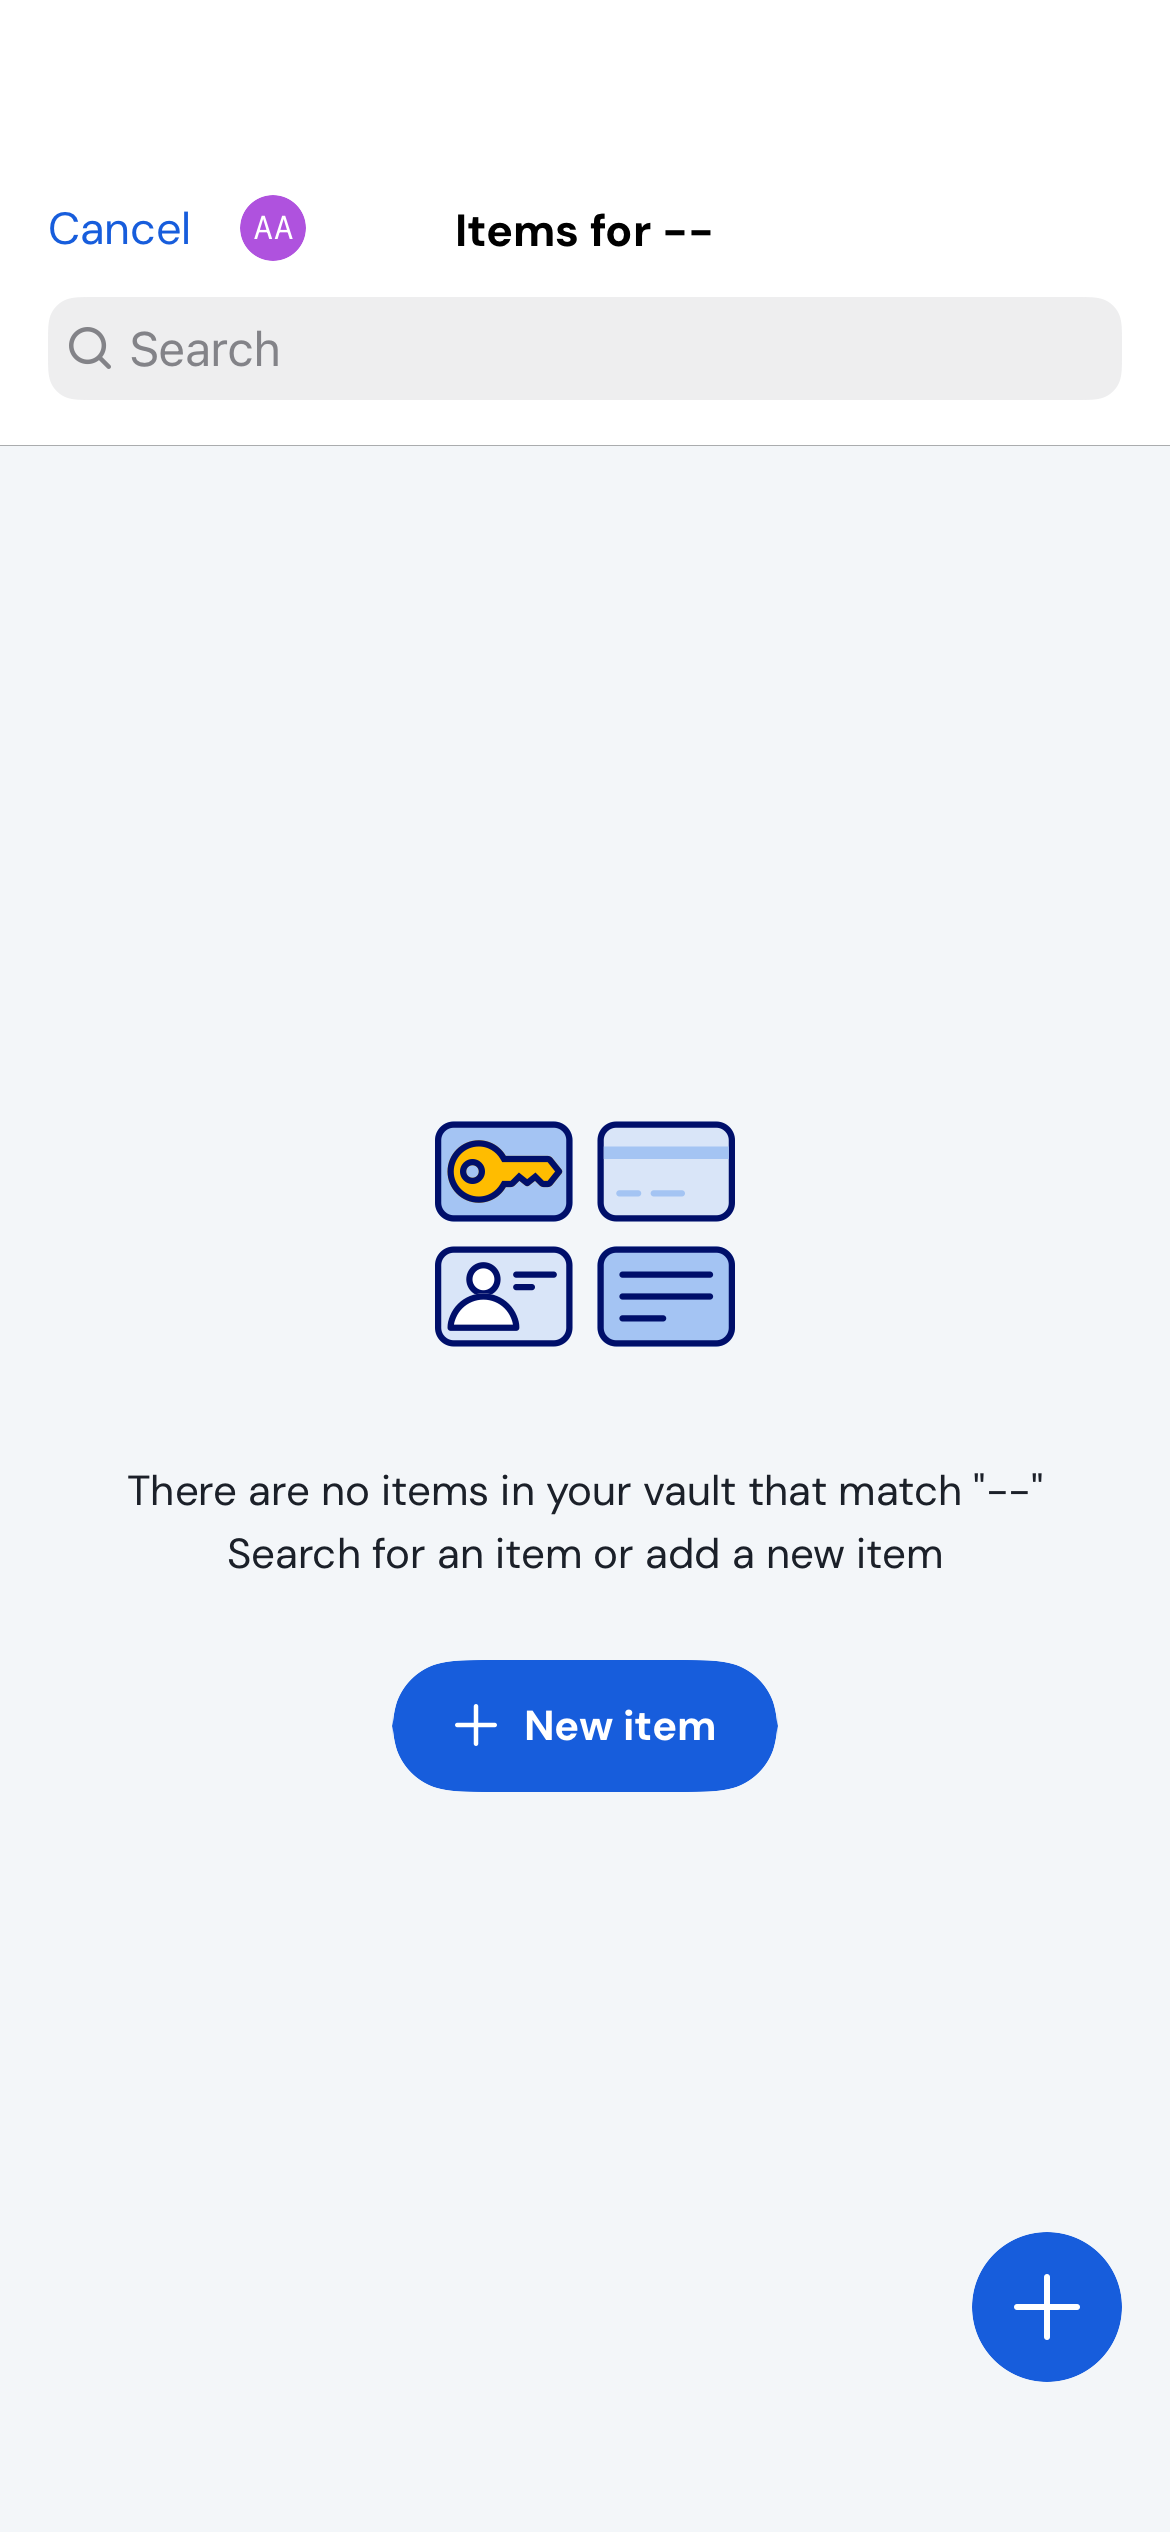 Cancel
AA
Items for --
Search
There are no items in your vault that match "--"
Search for an item or add a new item
New item